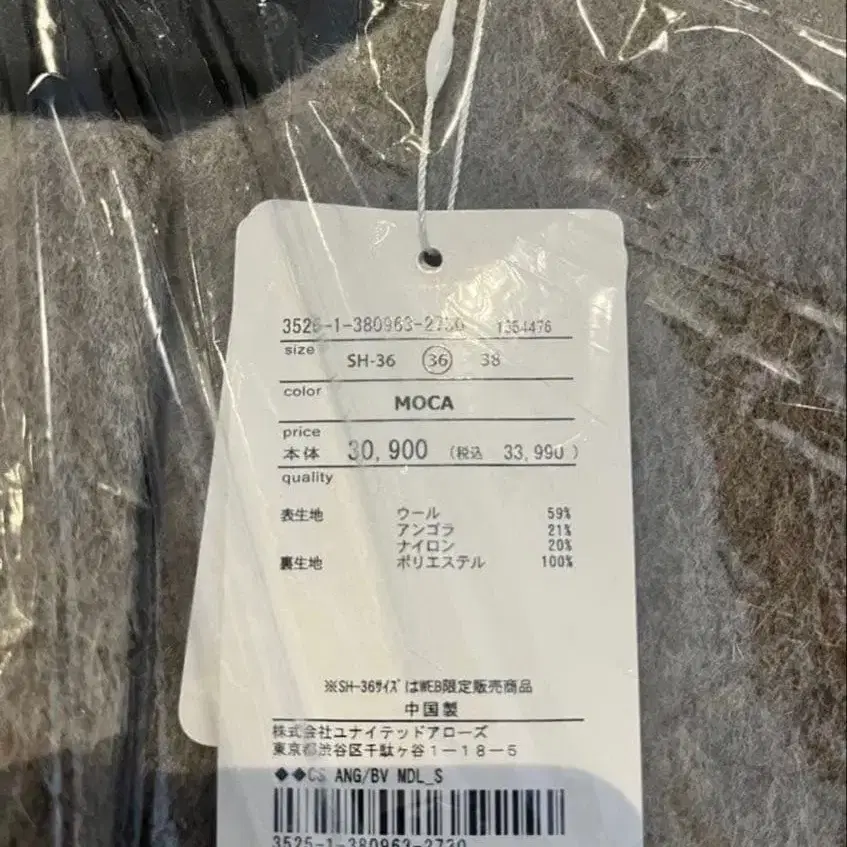 3525-1-380963-2730 1354476
size SH-36 36 38
color
MOCA
price
本体 30,900 (税込 33,990)
quality
表生地 ウール 59%
アンゴラ 21%
ナイロン 20%
裏生地 ポリエステル 100%
※SH-36サイズはWEB限定販売商品
中国製
株式会社ユナイテッドアローズ
東京都渋谷区千駄ヶ谷1-18-5
◆◆CS ANG/BV MDL_S
3525-1-380963-2730